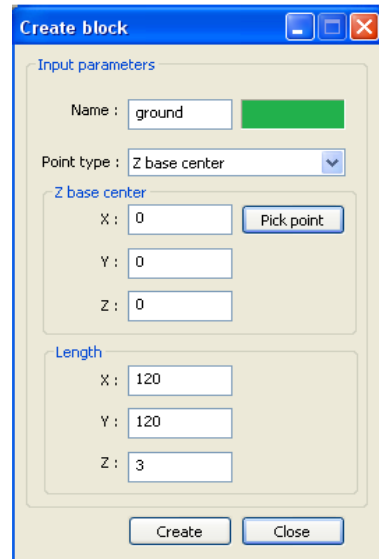 Create block
Input parameters
Name : ground
Point type : Z base center
Z base center
X : 0 Pick point
Y : 0
Z : 0
Length
X : 120
Y : 120
Z : 3
Create Close